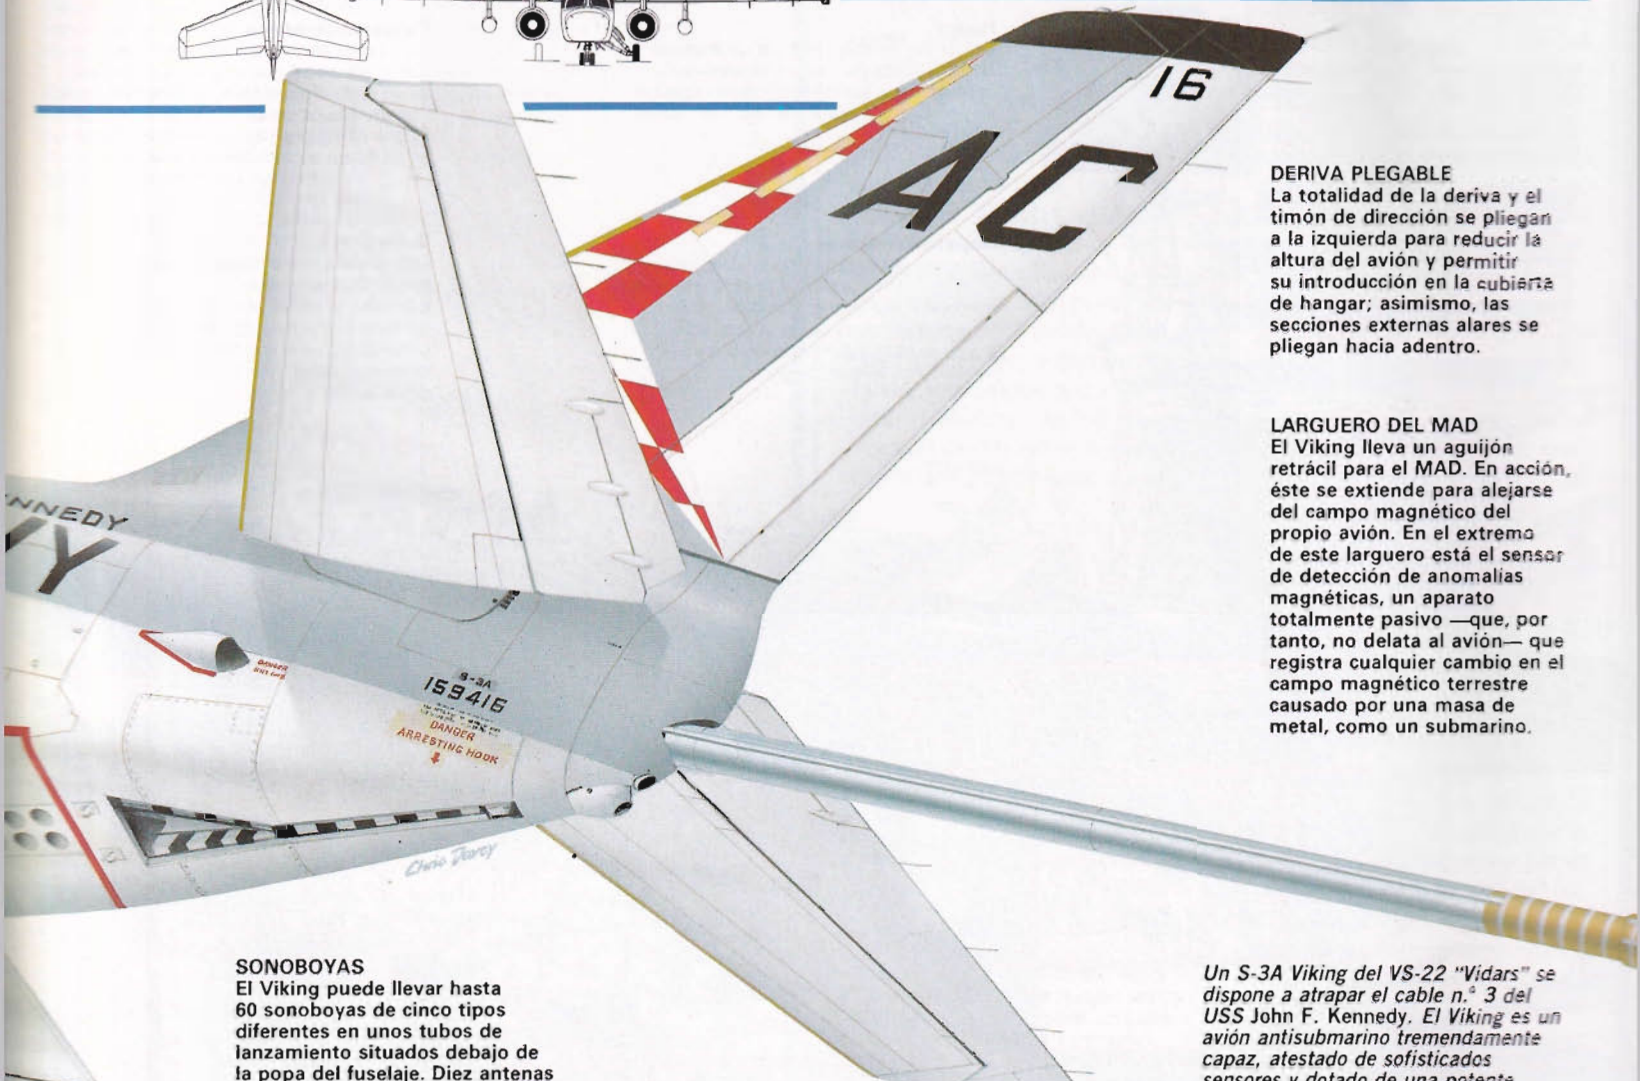 16
AC
DERIVA PLEGABLE
La totalidad de la deriva y el
timón de dirección se pliegan
a la izquierda para reducir la
altura del avión y permitir
su introducción en la cubierta
de hangar; asimismo, las
secciones externas alares se
pliegan hacia adentro.
LARGUERO DEL MAD
El Viking lleva un aguijón
retrácil para el MAD. En acción,
éste se extiende para alejarse
del campo magnético del
propio avión. En el extremo
de este larguero está el sensor
de detección de anomalías
magnéticas, un aparato
totalmente pasivo —que, por
tanto, no delata al avión— que
registra cualquier cambio en el
campo magnético terrestre
causado por una masa de
metal, como un submarino.
NNEDY
VY
DANGER
S-3A
159416
DANGER
ARRESTING HOOK
SONOBOYAS
El Viking puede llevar hasta
60 sonoboyas de cinco tipos
diferentes en unos tubos de
lanzamiento situados debajo de
la popa del fuselaje. Diez antenas
Un S-3A Viking del VS-22 "Vidars" se
dispone a atrapar el cable n.º 3 del
USS John F. Kennedy. El Viking es un
avión antisubmarino tremendamente
capaz, atestado de sofisticados
sensores y dotado de una potente